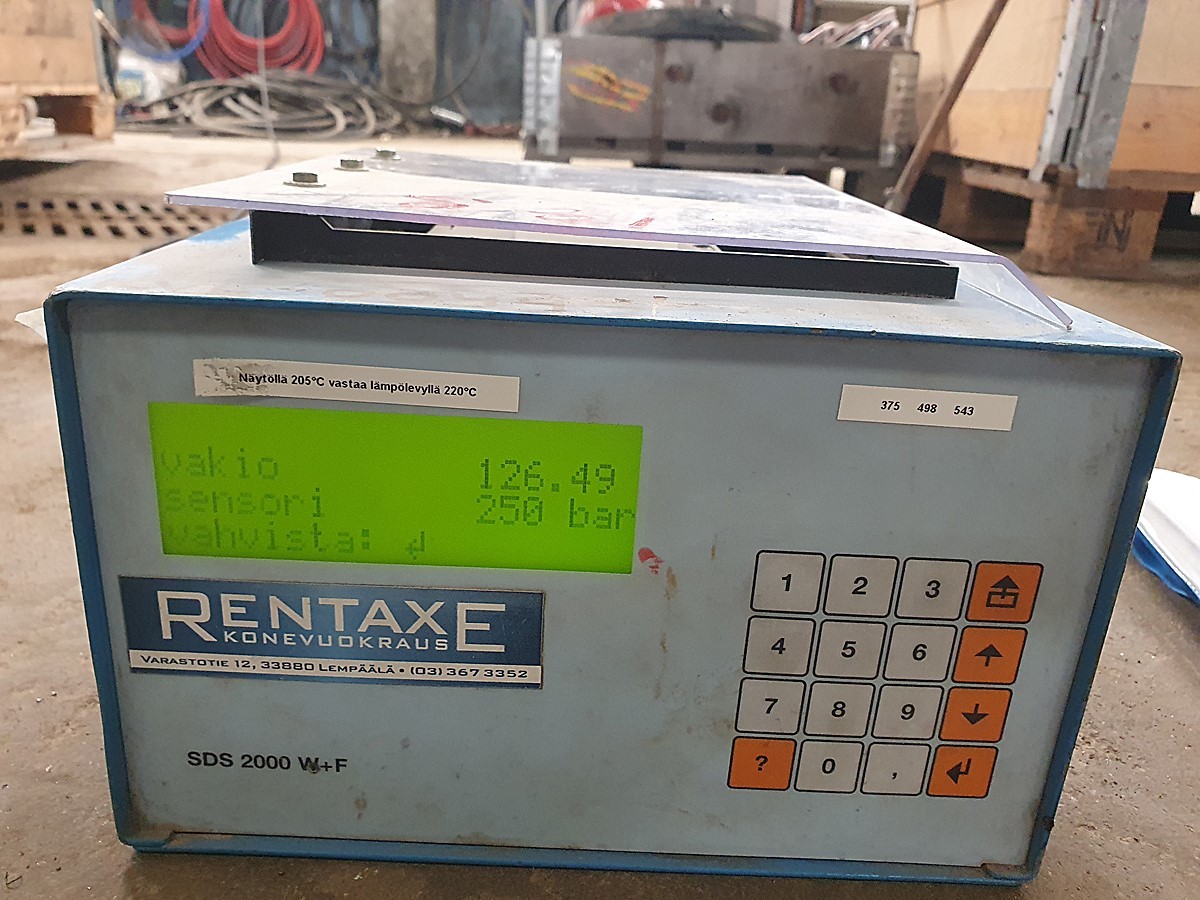 Näytöllä 205°C vastaa lämpölevyllä 220°C
375 498 543
vakio 126.49
sensori 250 bar
vahvista: ↵
RENTAXE
KONEVUOKRAUS
VARASTOTIE 12, 33880 LEMPÄÄLÄ • (03) 367 3352
1 2 3
4 5 6
7 8 9
? 0 ,
SDS 2000 W+F